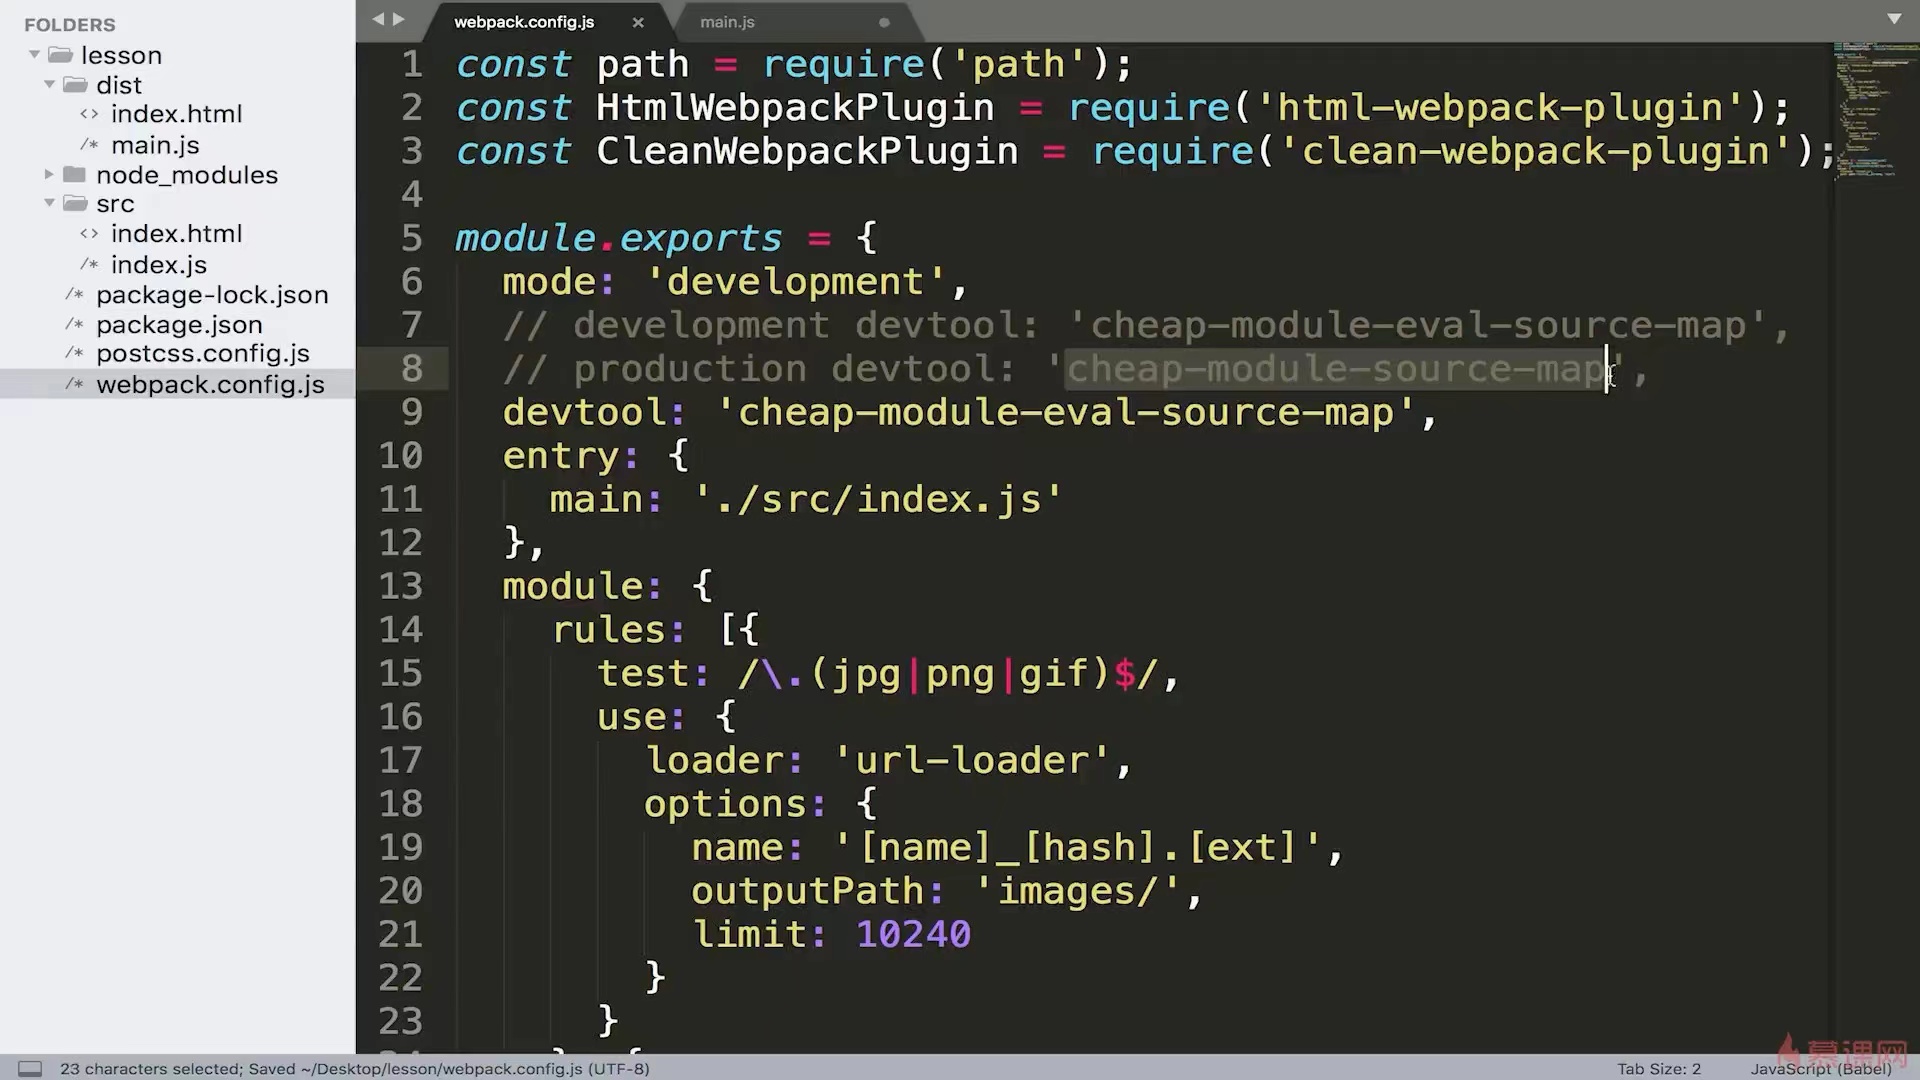 FOLDERS
lesson
dist
<> index.html
/* main.js
node_modules
src
<> index.html
/* index.js
/* package-lock.json
/* package.json
/* postcss.config.js
/* webpack.config.js
webpack.config.js ×
main.js
1 const path = require('path');
2 const HtmlWebpackPlugin = require('html-webpack-plugin');
3 const CleanWebpackPlugin = require('clean-webpack-plugin');
4
5 module.exports = {
6 mode: 'development',
7 // development devtool: 'cheap-module-eval-source-map',
8 // production devtool: 'cheap-module-source-map',
9 devtool: 'cheap-module-eval-source-map',
10 entry: {
11 main: './src/index.js'
12 },
13 module: {
14 rules: [{
15 test: /\.(jpg|png|gif)$/,
16 use: {
17 loader: 'url-loader',
18 options: {
19 name: '[name]_[hash].[ext]',
20 outputPath: 'images/',
21 limit: 10240
22 }
23 }
23 characters selected; Saved ~/Desktop/lesson/webpack.config.js (UTF-8)
Tab Size: 2
JavaScript (Babel)
慕课网